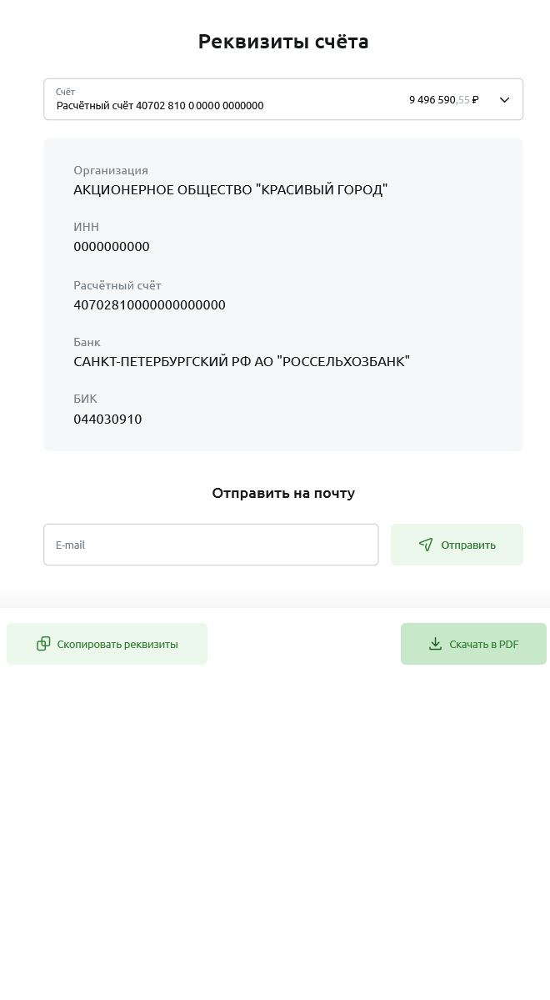 Реквизиты счёта
Счёт
Расчётный счёт 40702 810 0 0000 0000000
9 496 590,55 ₽
Организация
АКЦИОНЕРНОЕ ОБЩЕСТВО "КРАСИВЫЙ ГОРОД"
ИНН
0000000000
Расчётный счёт
40702810000000000000
Банк
САНКТ-ПЕТЕРБУРГСКИЙ РФ АО "РОССЕЛЬХОЗБАНК"
БИК
044030910
Отправить на почту
E-mail
Отправить
Скопировать реквизиты
Скачать в PDF